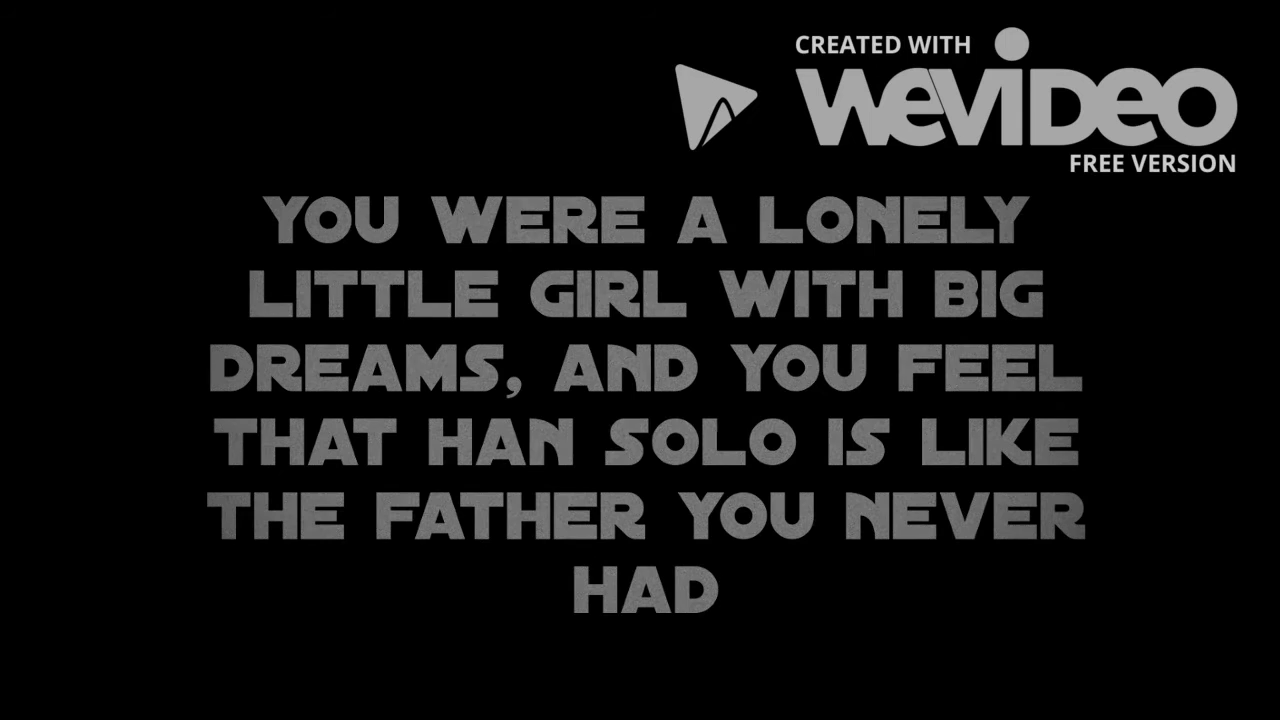 CREATED WITH
WEVIDEO
FREE VERSION
YOU WERE A LONELY
LITTLE GIRL WITH BIG
DREAMS, AND YOU FEEL
THAT HAN SOLO IS LIKE
THE FATHER YOU NEVER
HAD